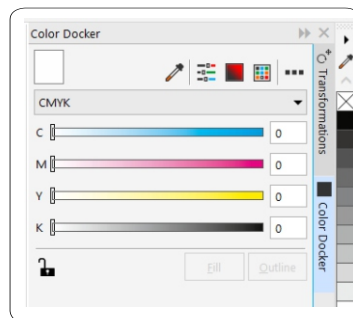 Color Docker
CMYK
C 0
M 0
Y 0
K 0
Fill Outline
Transformations
Color Docker